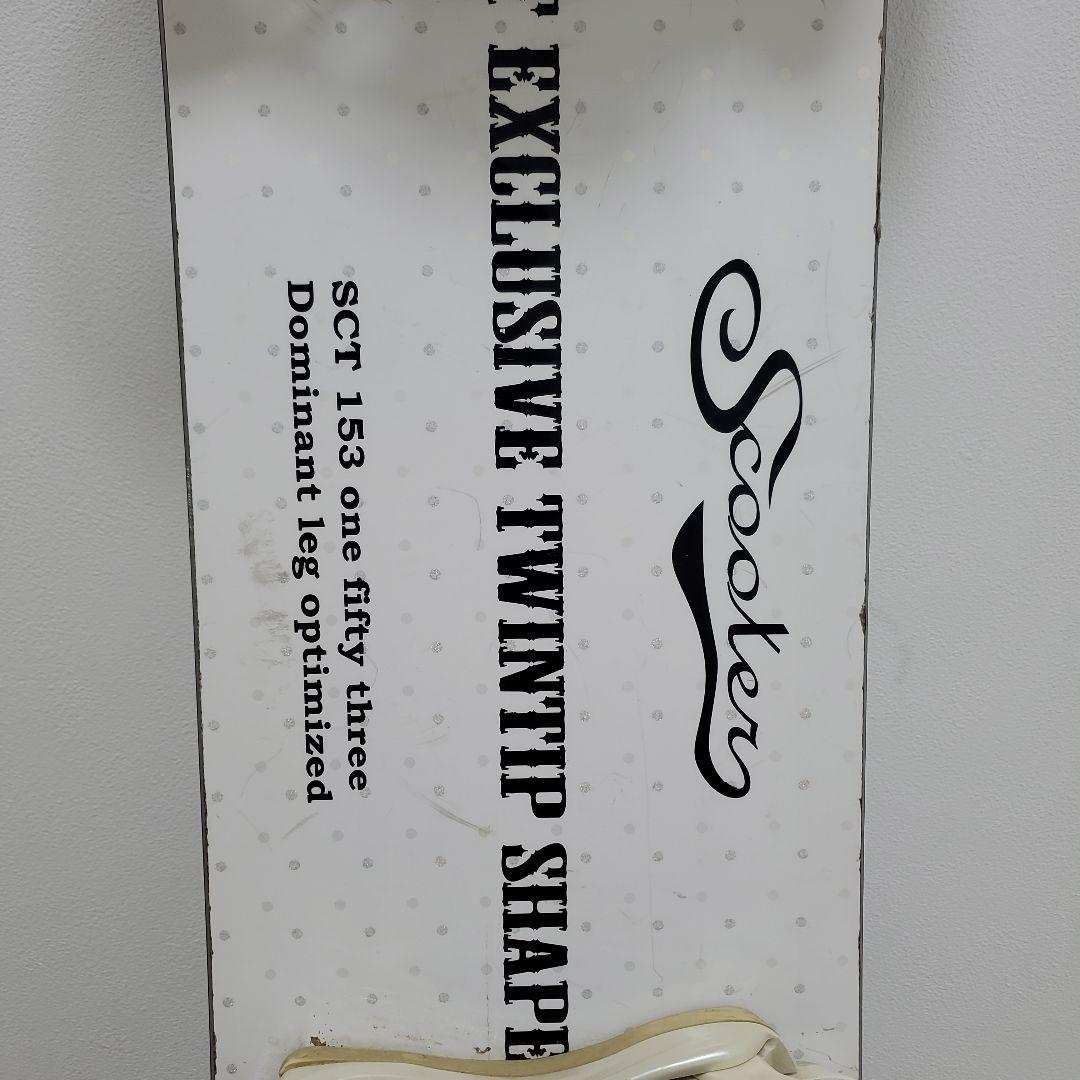 Scooter
EXCLUSIVE TWINTIP SHAPE
SCT 153 one fifty three
Dominant leg optimized